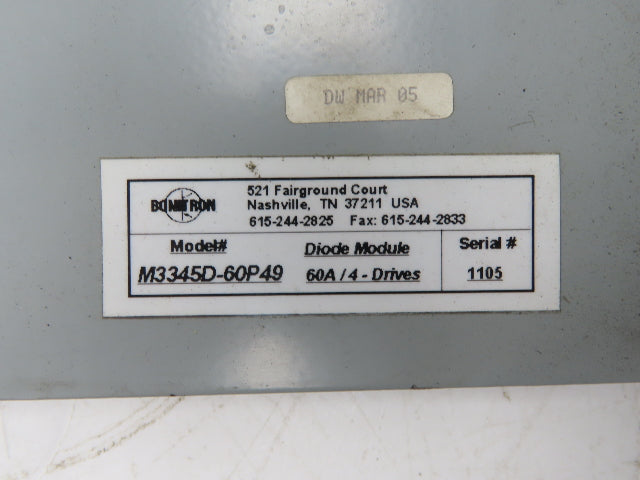 DW MAR 05
BONITRON
521 Fairground Court
Nashville, TN 37211 USA
615-244-2825 Fax: 615-244-2833
Model#
M3345D-60P49
Diode Module
60A / 4 - Drives
Serial #
1105